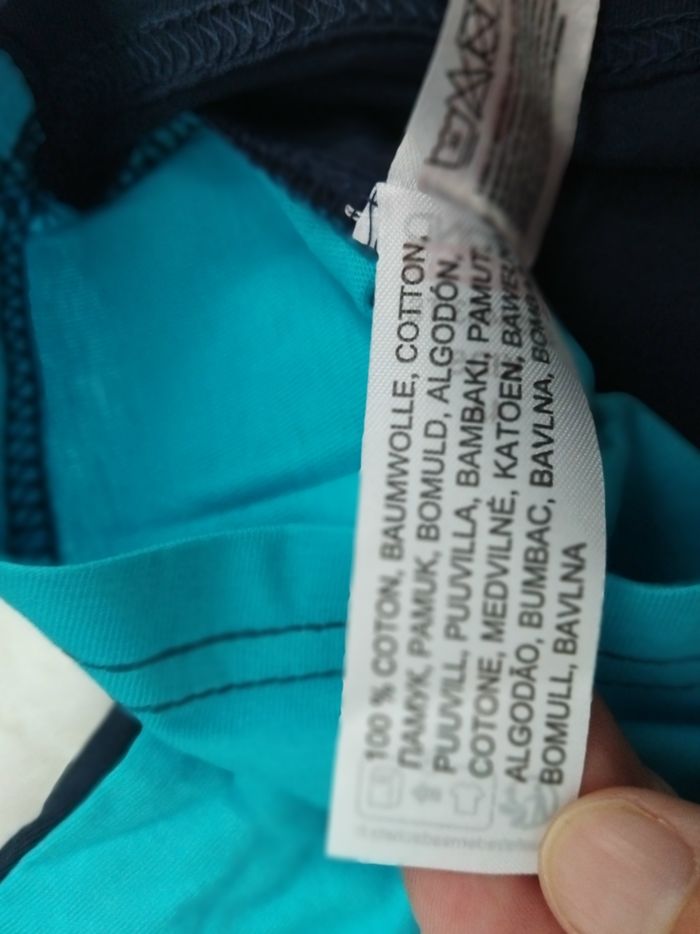 100 % COTON, BAUMWOLLE, COTTON,
ПАМУК, PAMUK, BOMULD, ALGODÓN,
PUUVILL, PUUVILLA, BAMBAKI, PAMUT,
COTONE, MEDVILNĖ, KATOEN,
ALGODÃO, BUMBAC, BAVLNA,
BOMULL, BAVLNA